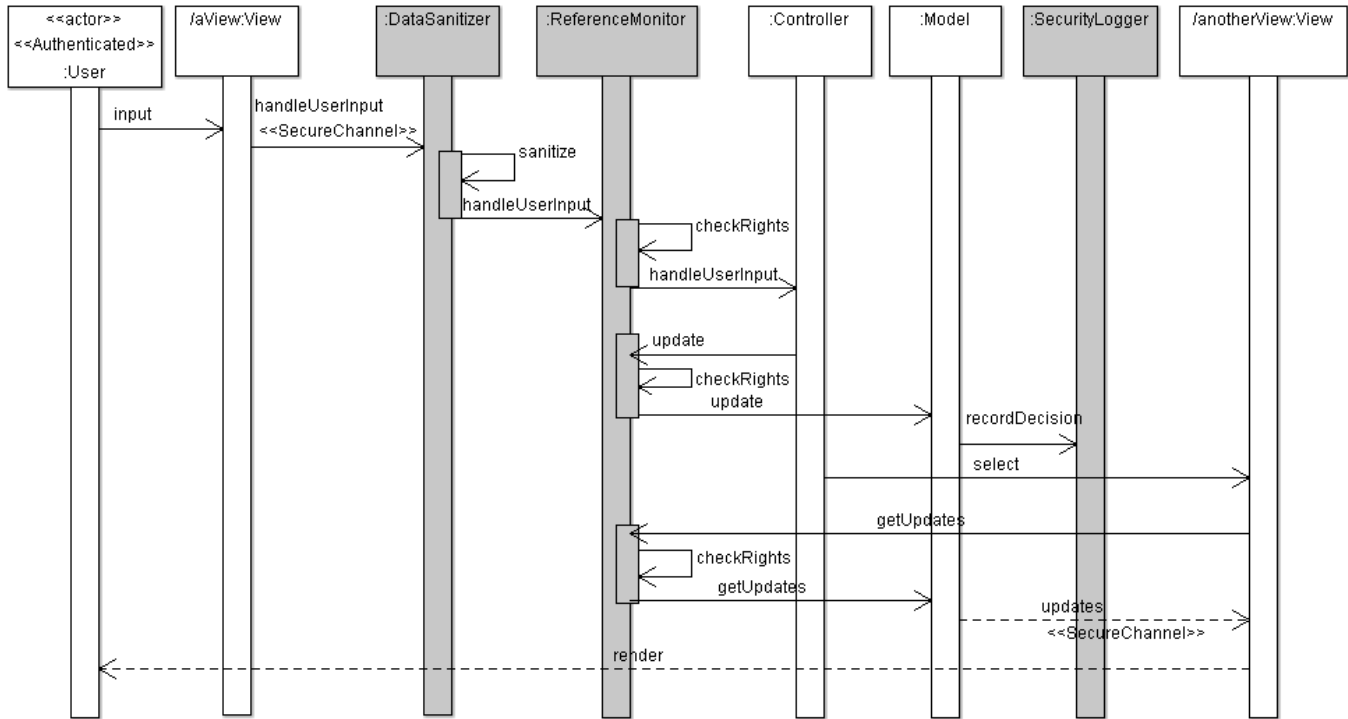 <<actor>>
<<Authenticated>>
:User
/aView:View
:DataSanitizer
:ReferenceMonitor
:Controller
:Model
:SecurityLogger
/anotherView:View
input
handleUserInput
<<SecureChannel>>
sanitize
handleUserInput
checkRights
handleUserInput
update
checkRights
update
recordDecision
select
getUpdates
checkRights
getUpdates
updates
<<SecureChannel>>
render